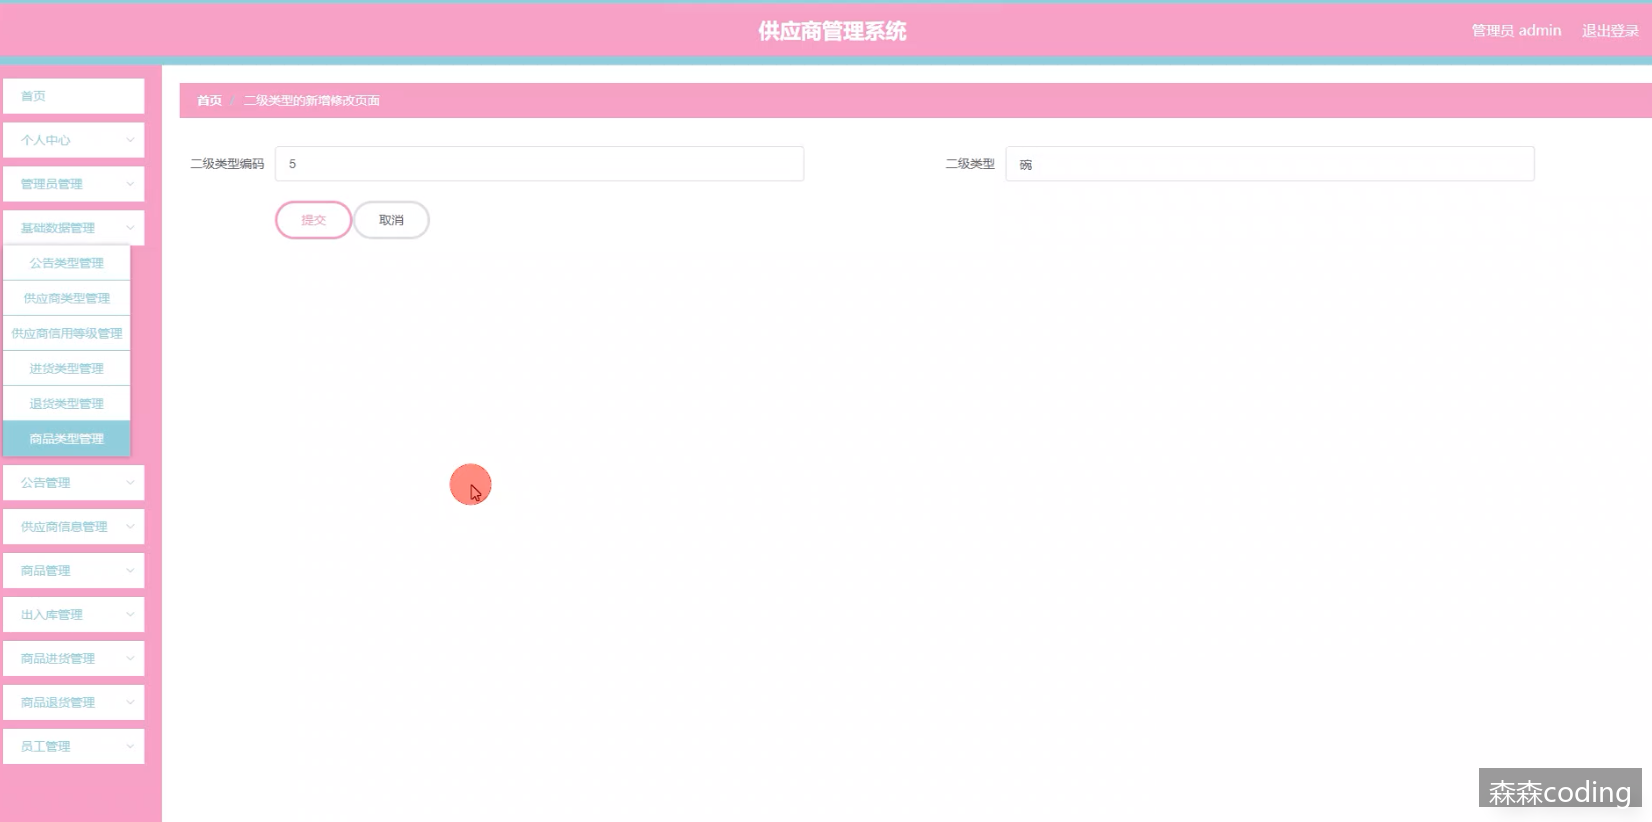 供应商管理系统
管理员 admin
退出登录
首页
个人中心
管理员管理
基础数据管理
公告类型管理
供应商类型管理
供应商信用等级管理
进货类型管理
退货类型管理
商品类型管理
公告管理
供应商信息管理
商品管理
出入库管理
商品进货管理
商品退货管理
员工管理
首页 / 二级类型的新增修改页面
二级类型编码 5
二级类型 碗
提交 取消
森森coding